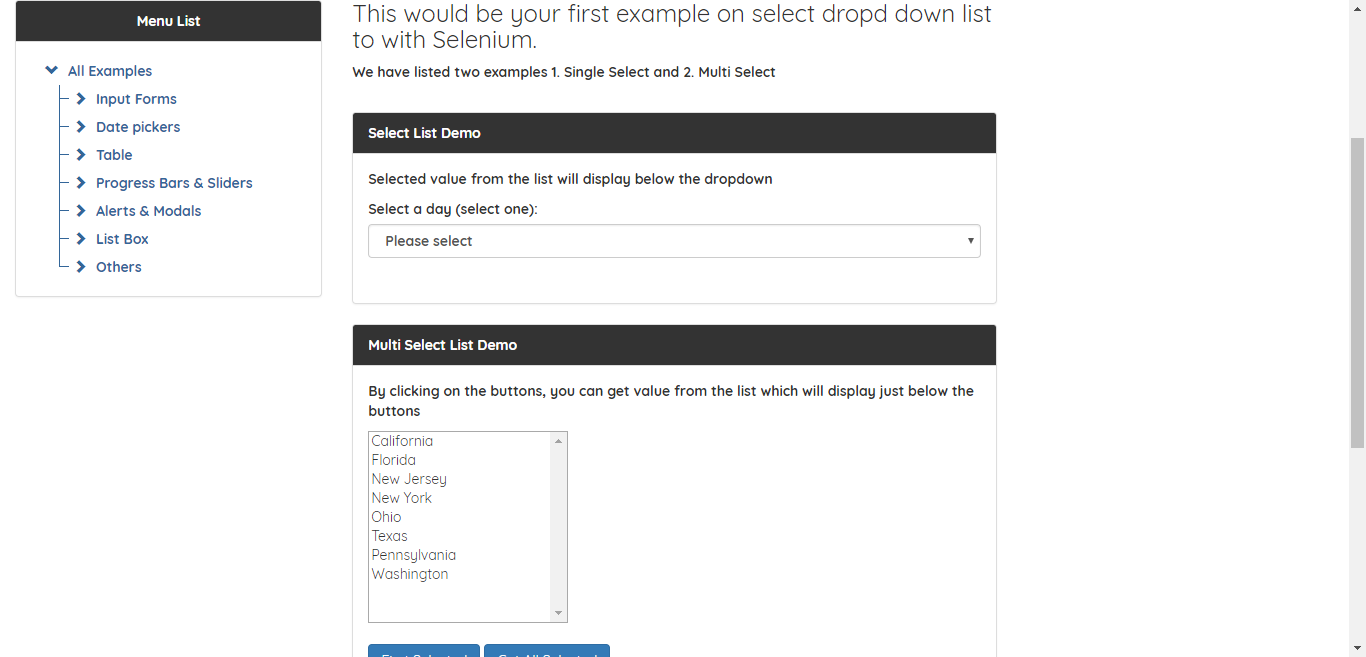 Menu List
All Examples
Input Forms
Date pickers
Table
Progress Bars & Sliders
Alerts & Modals
List Box
Others
This would be your first example on select dropd down list
to with Selenium.
We have listed two examples 1. Single Select and 2. Multi Select
Select List Demo
Selected value from the list will display below the dropdown
Select a day (select one):
Please select
Multi Select List Demo
By clicking on the buttons, you can get value from the list which will display just below the
buttons
California
Florida
New Jersey
New York
Ohio
Texas
Pennsylvania
Washington
First Selected
Get All Selected